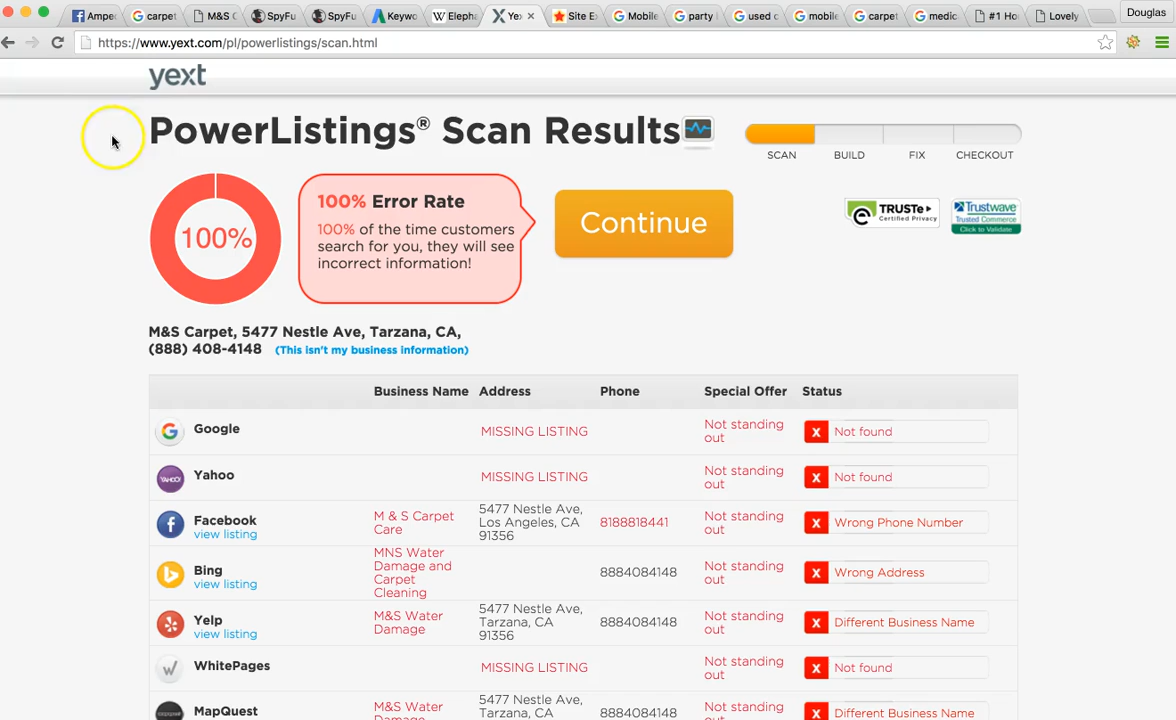 Ampe
carpet
M&S C
SpyFu
SpyFu
Keywo
Eleph
Yex
Site E
Mobile
party i
used c
mobile
carpet
medic
#1 Ho
Lovely
Douglas
https://www.yext.com/pl/powerlistings/scan.html
yext
PowerListings® Scan Results
SCAN BUILD FIX CHECKOUT
100%
100% Error Rate
100% of the time customers
search for you, they will see
incorrect information!
Continue
TRUSTe
Certified Privacy
Trustwave
Trusted Commerce
Click to Validate
M&S Carpet, 5477 Nestle Ave, Tarzana, CA,
(888) 408-4148 (This isn't my business information)
Business Name Address Phone Special Offer Status
Google
MISSING LISTING
Not standing
out
X Not found
Yahoo
YAHOO!
MISSING LISTING
Not standing
out
X Not found
Facebook
view listing
M & S Carpet
Care
5477 Nestle Ave,
Los Angeles, CA
91356
8188818441
Not standing
out
X Wrong Phone Number
Bing
view listing
MNS Water
Damage and
Carpet
Cleaning
8884084148
Not standing
out
X Wrong Address
Yelp
view listing
M&S Water
Damage
5477 Nestle Ave,
Tarzana, CA
91356
8884084148
Not standing
out
X Different Business Name
WhitePages
MISSING LISTING
Not standing
out
X Not found
MapQuest
M&S Water
Damage
5477 Nestle Ave,
Tarzana, CA
8884084148
Not standing
X Different Business Name